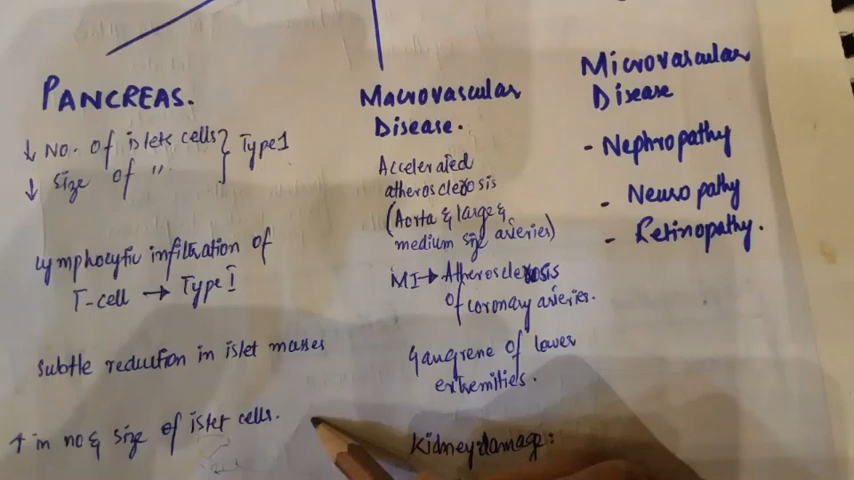 PANCREAS.
↓ No. of islets cells } Type 1
↓ size of "
Lymphocytic infiltration of
T-cell → Type I
Subtle reduction in islet masses
↑ in no & size of islet cells.
Macrovascular
Disease.
Accelerated
atherosclerosis
(Aorta & large &
medium size arteries)
MI → Atherosclerosis
of coronary arteries.
Gangrene of lower
extremities.
Kidney damage:
Microvascular
Disease
- Nephropathy
- Neuropathy
- Retinopathy.